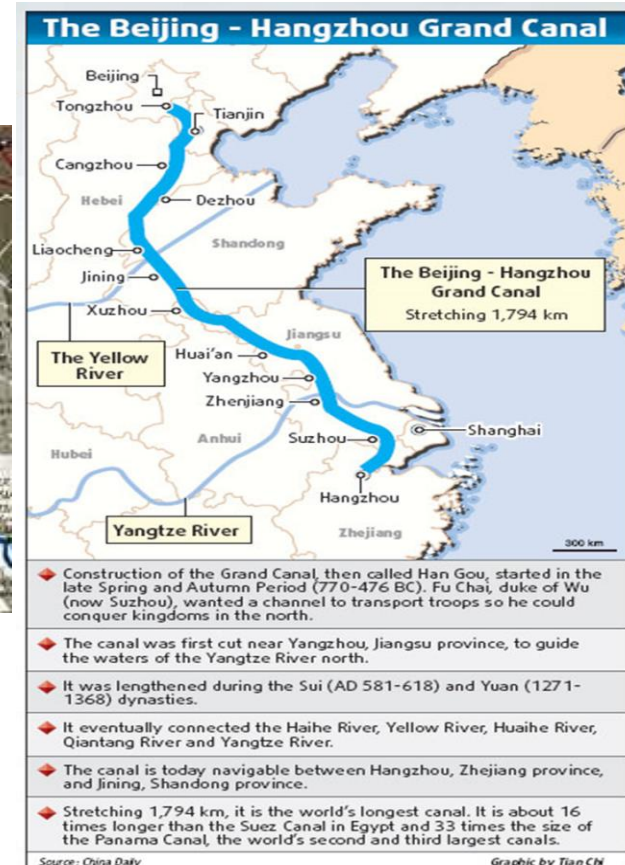 The Beijing - Hangzhou Grand Canal
Beijing
Tongzhou
Tianjin
Cangzhou
Hebei
Dezhou
Liaocheng
Shandong
Jining
The Beijing - Hangzhou
Grand Canal
Stretching 1,794 km
Xuzhou
Jiangsu
The Yellow
River
Huai'an
Yangzhou
Zhenjiang
Anhui
Suzhou
Shanghai
Hubei
Hangzhou
Yangtze River
Zhejiang
300 km
Construction of the Grand Canal, then called Han Gou, started in the
late Spring and Autumn Period (770-476 BC). Fu Chai, duke of Wu
(now Suzhou), wanted a channel to transport troops so he could
conquer kingdoms in the north.
The canal was first cut near Yangzhou, Jiangsu province, to guide
the waters of the Yangtze River north.
It was lengthened during the Sui (AD 581-618) and Yuan (1271-
1368) dynasties.
It eventually connected the Haihe River, Yellow River, Huaihe River,
Qiantang River and Yangtze River.
The canal is today navigable between Hangzhou, Zhejiang province,
and Jining, Shandong province.
Stretching 1,794 km, it is the world's longest canal. It is about 16
times longer than the Suez Canal in Egypt and 33 times the size of
the Panama Canal, the world's second and third largest canals.
Source: China Daily
Graphic by Tian Chi